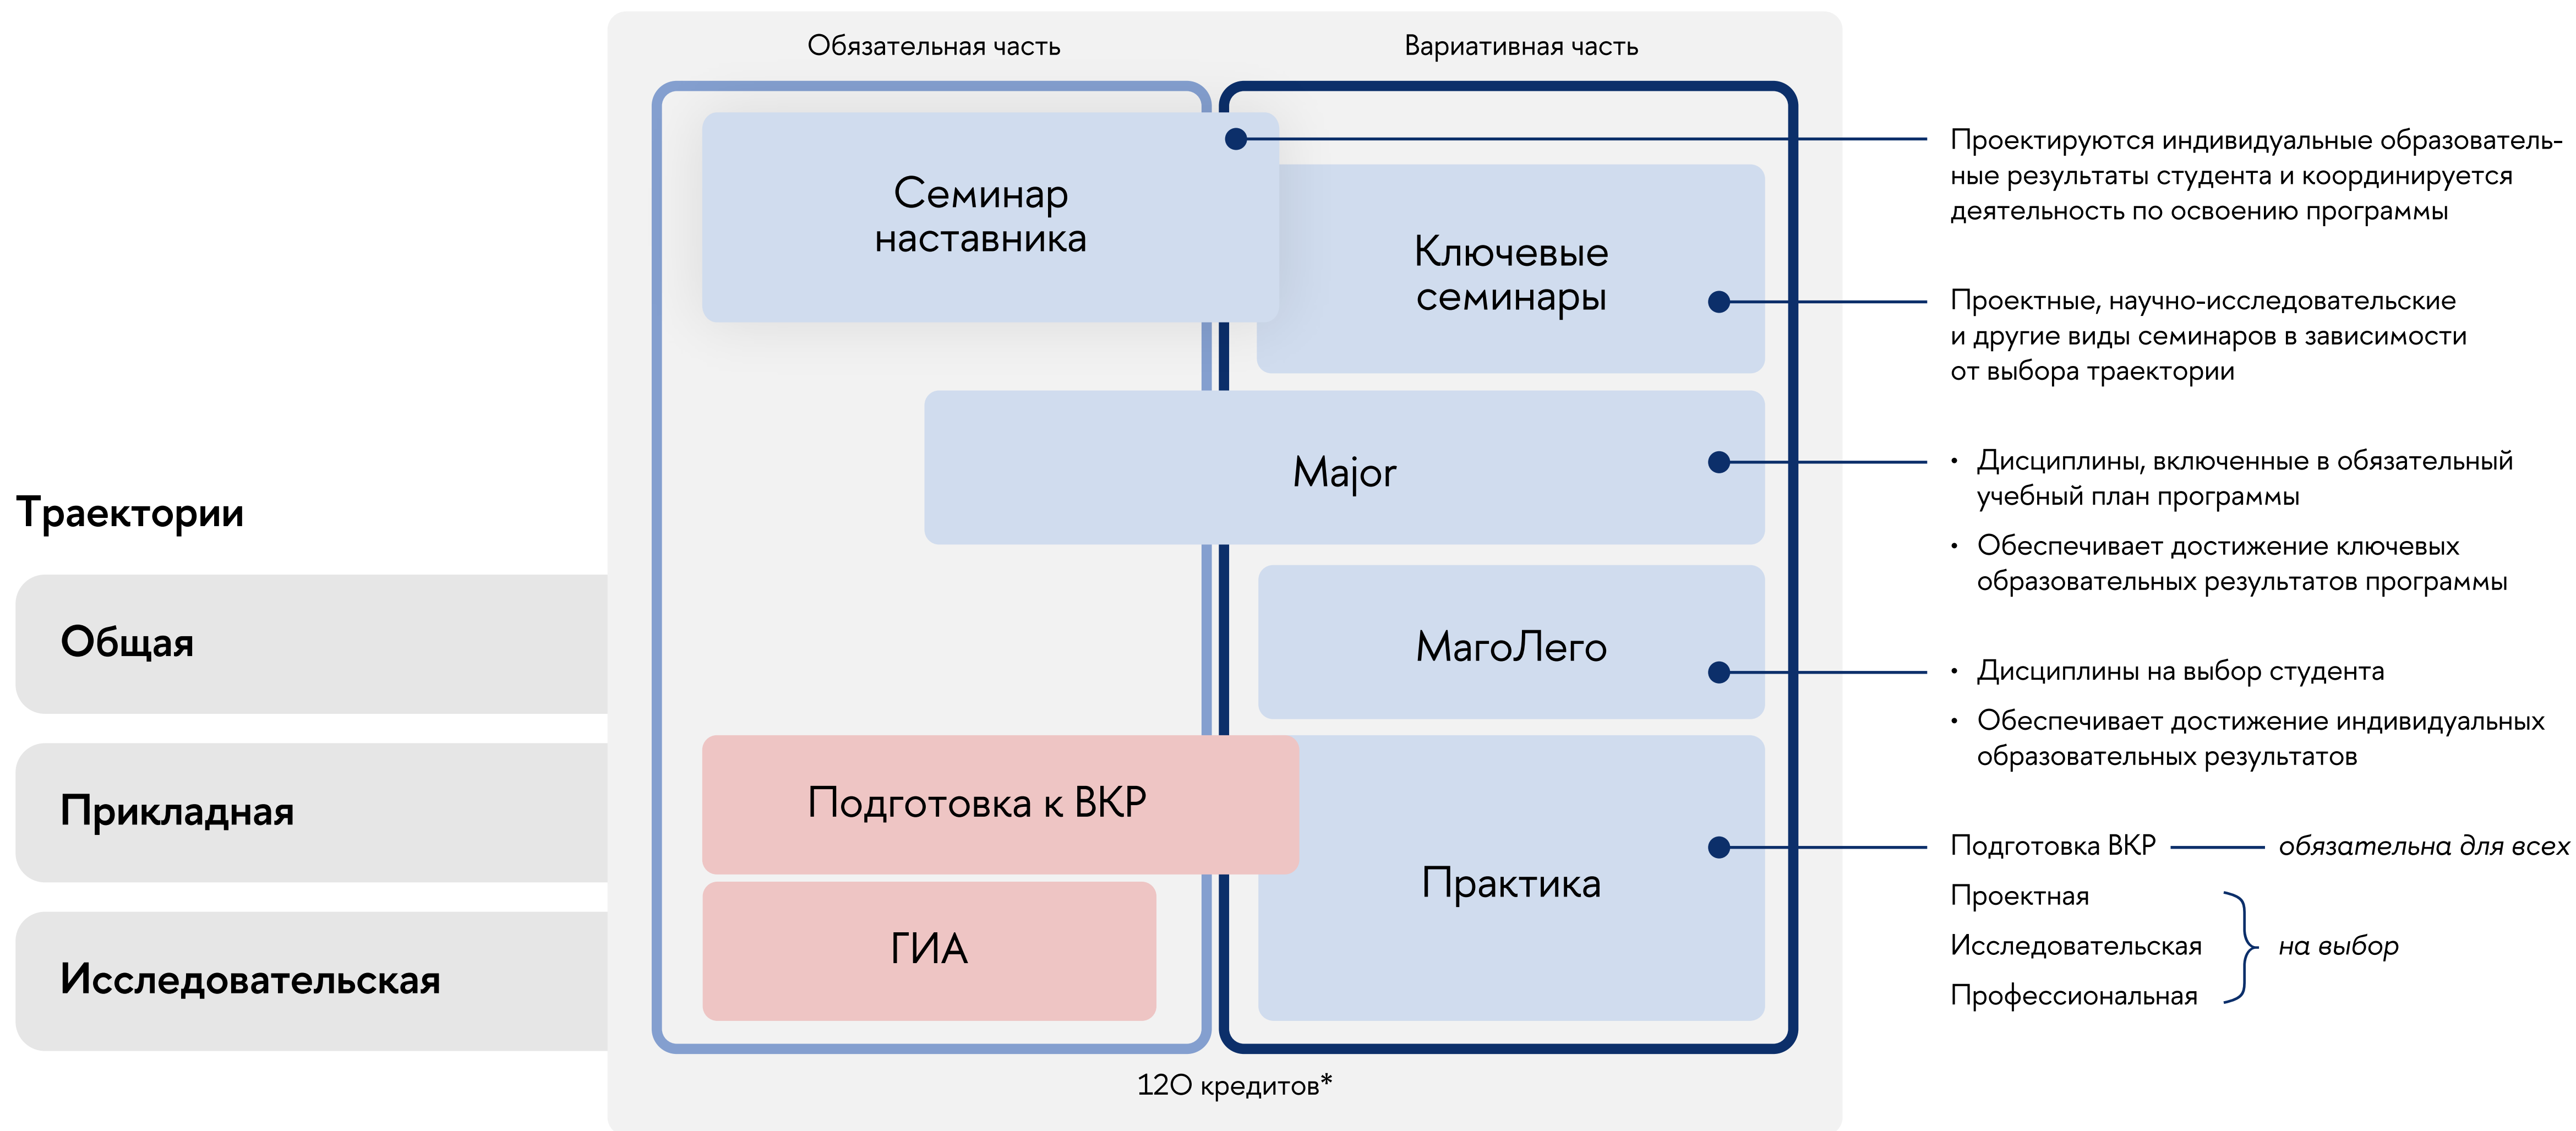 Обязательная часть
Вариативная часть
Семинар
наставника
Ключевые
семинары
Major
МагоЛего
Подготовка к ВКР
ГИА
Практика
120 кредитов*
Траектории
Общая
Прикладная
Исследовательская
Проектируются индивидуальные образователь-
ные результаты студента и координируется
деятельность по освоению программы
Проектные, научно-исследовательские
и другие виды семинаров в зависимости
от выбора траектории
• Дисциплины, включенные в обязательный
учебный план программы
• Обеспечивает достижение ключевых
образовательных результатов программы
• Дисциплины на выбор студента
• Обеспечивает достижение индивидуальных
образовательных результатов
Подготовка ВКР обязательна для всех
Проектная
Исследовательская на выбор
Профессиональная